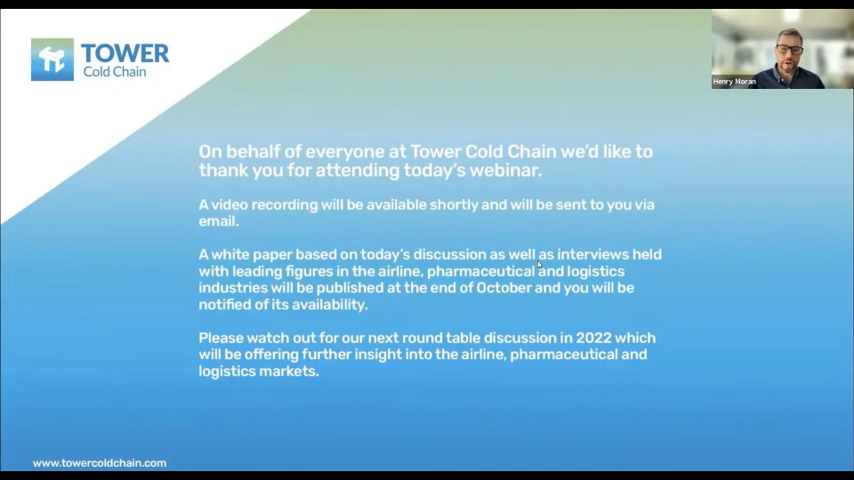 TOWER
Cold Chain
Henry Moran
On behalf of everyone at Tower Cold Chain we'd like to
thank you for attending today's webinar.
A video recording will be available shortly and will be sent to you via
email.
A white paper based on today's discussion as well as interviews held
with leading figures in the airline, pharmaceutical and logistics
industries will be published at the end of October and you will be
notified of its availability.
Please watch out for our next round table discussion in 2022 which
will be offering further insight into the airline, pharmaceutical and
logistics markets.
www.towercoldchain.com